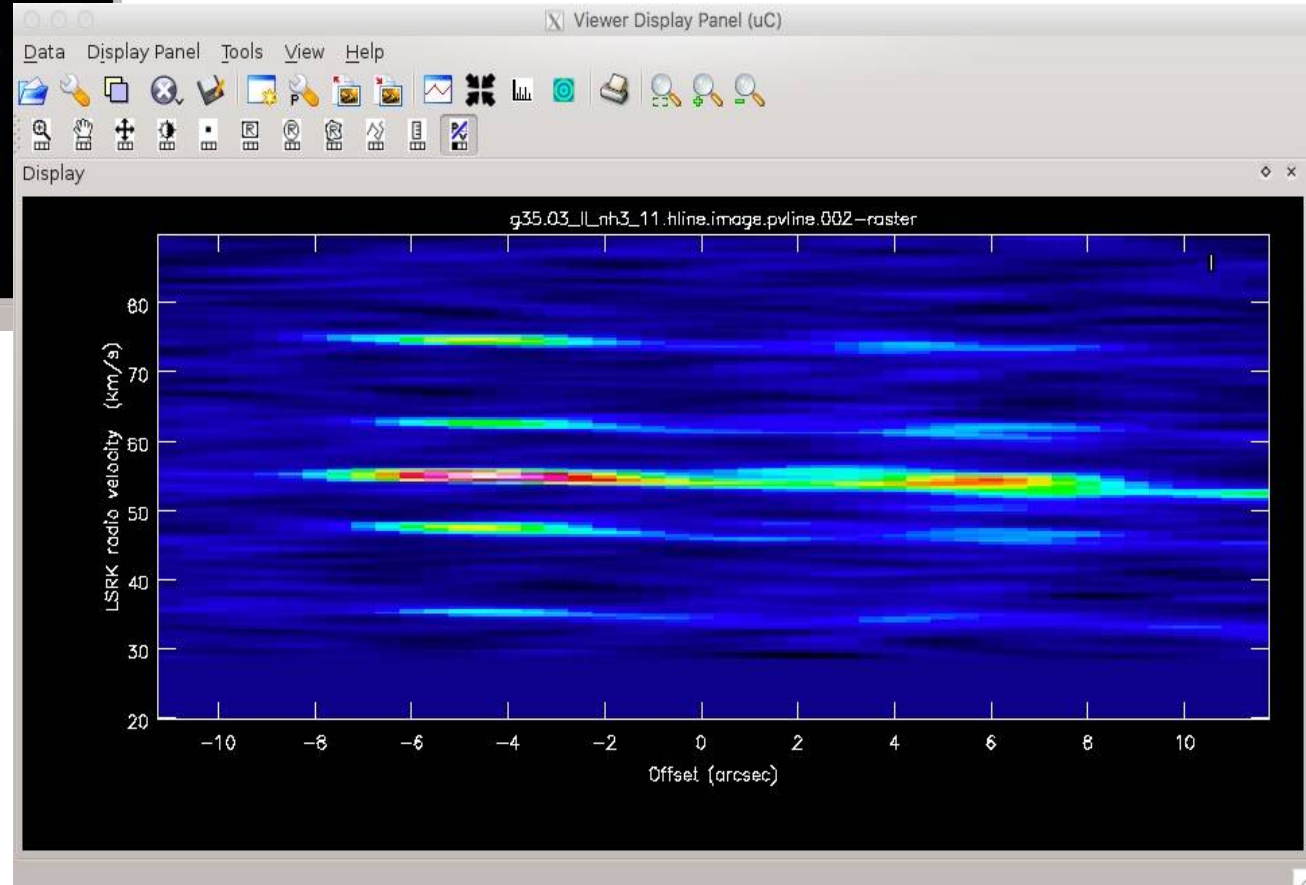 Viewer Display Panel (uC)
Data Display Panel Tools View Help
Display
g35.03_ll_nh3_11.hline.image.pvline.002-raster
80
70
60
50
40
30
20
LSRK radio velocity (km/s)
-10 -8 -6 -4 -2 0 2 4 6 8 10
Offset (arcsec)